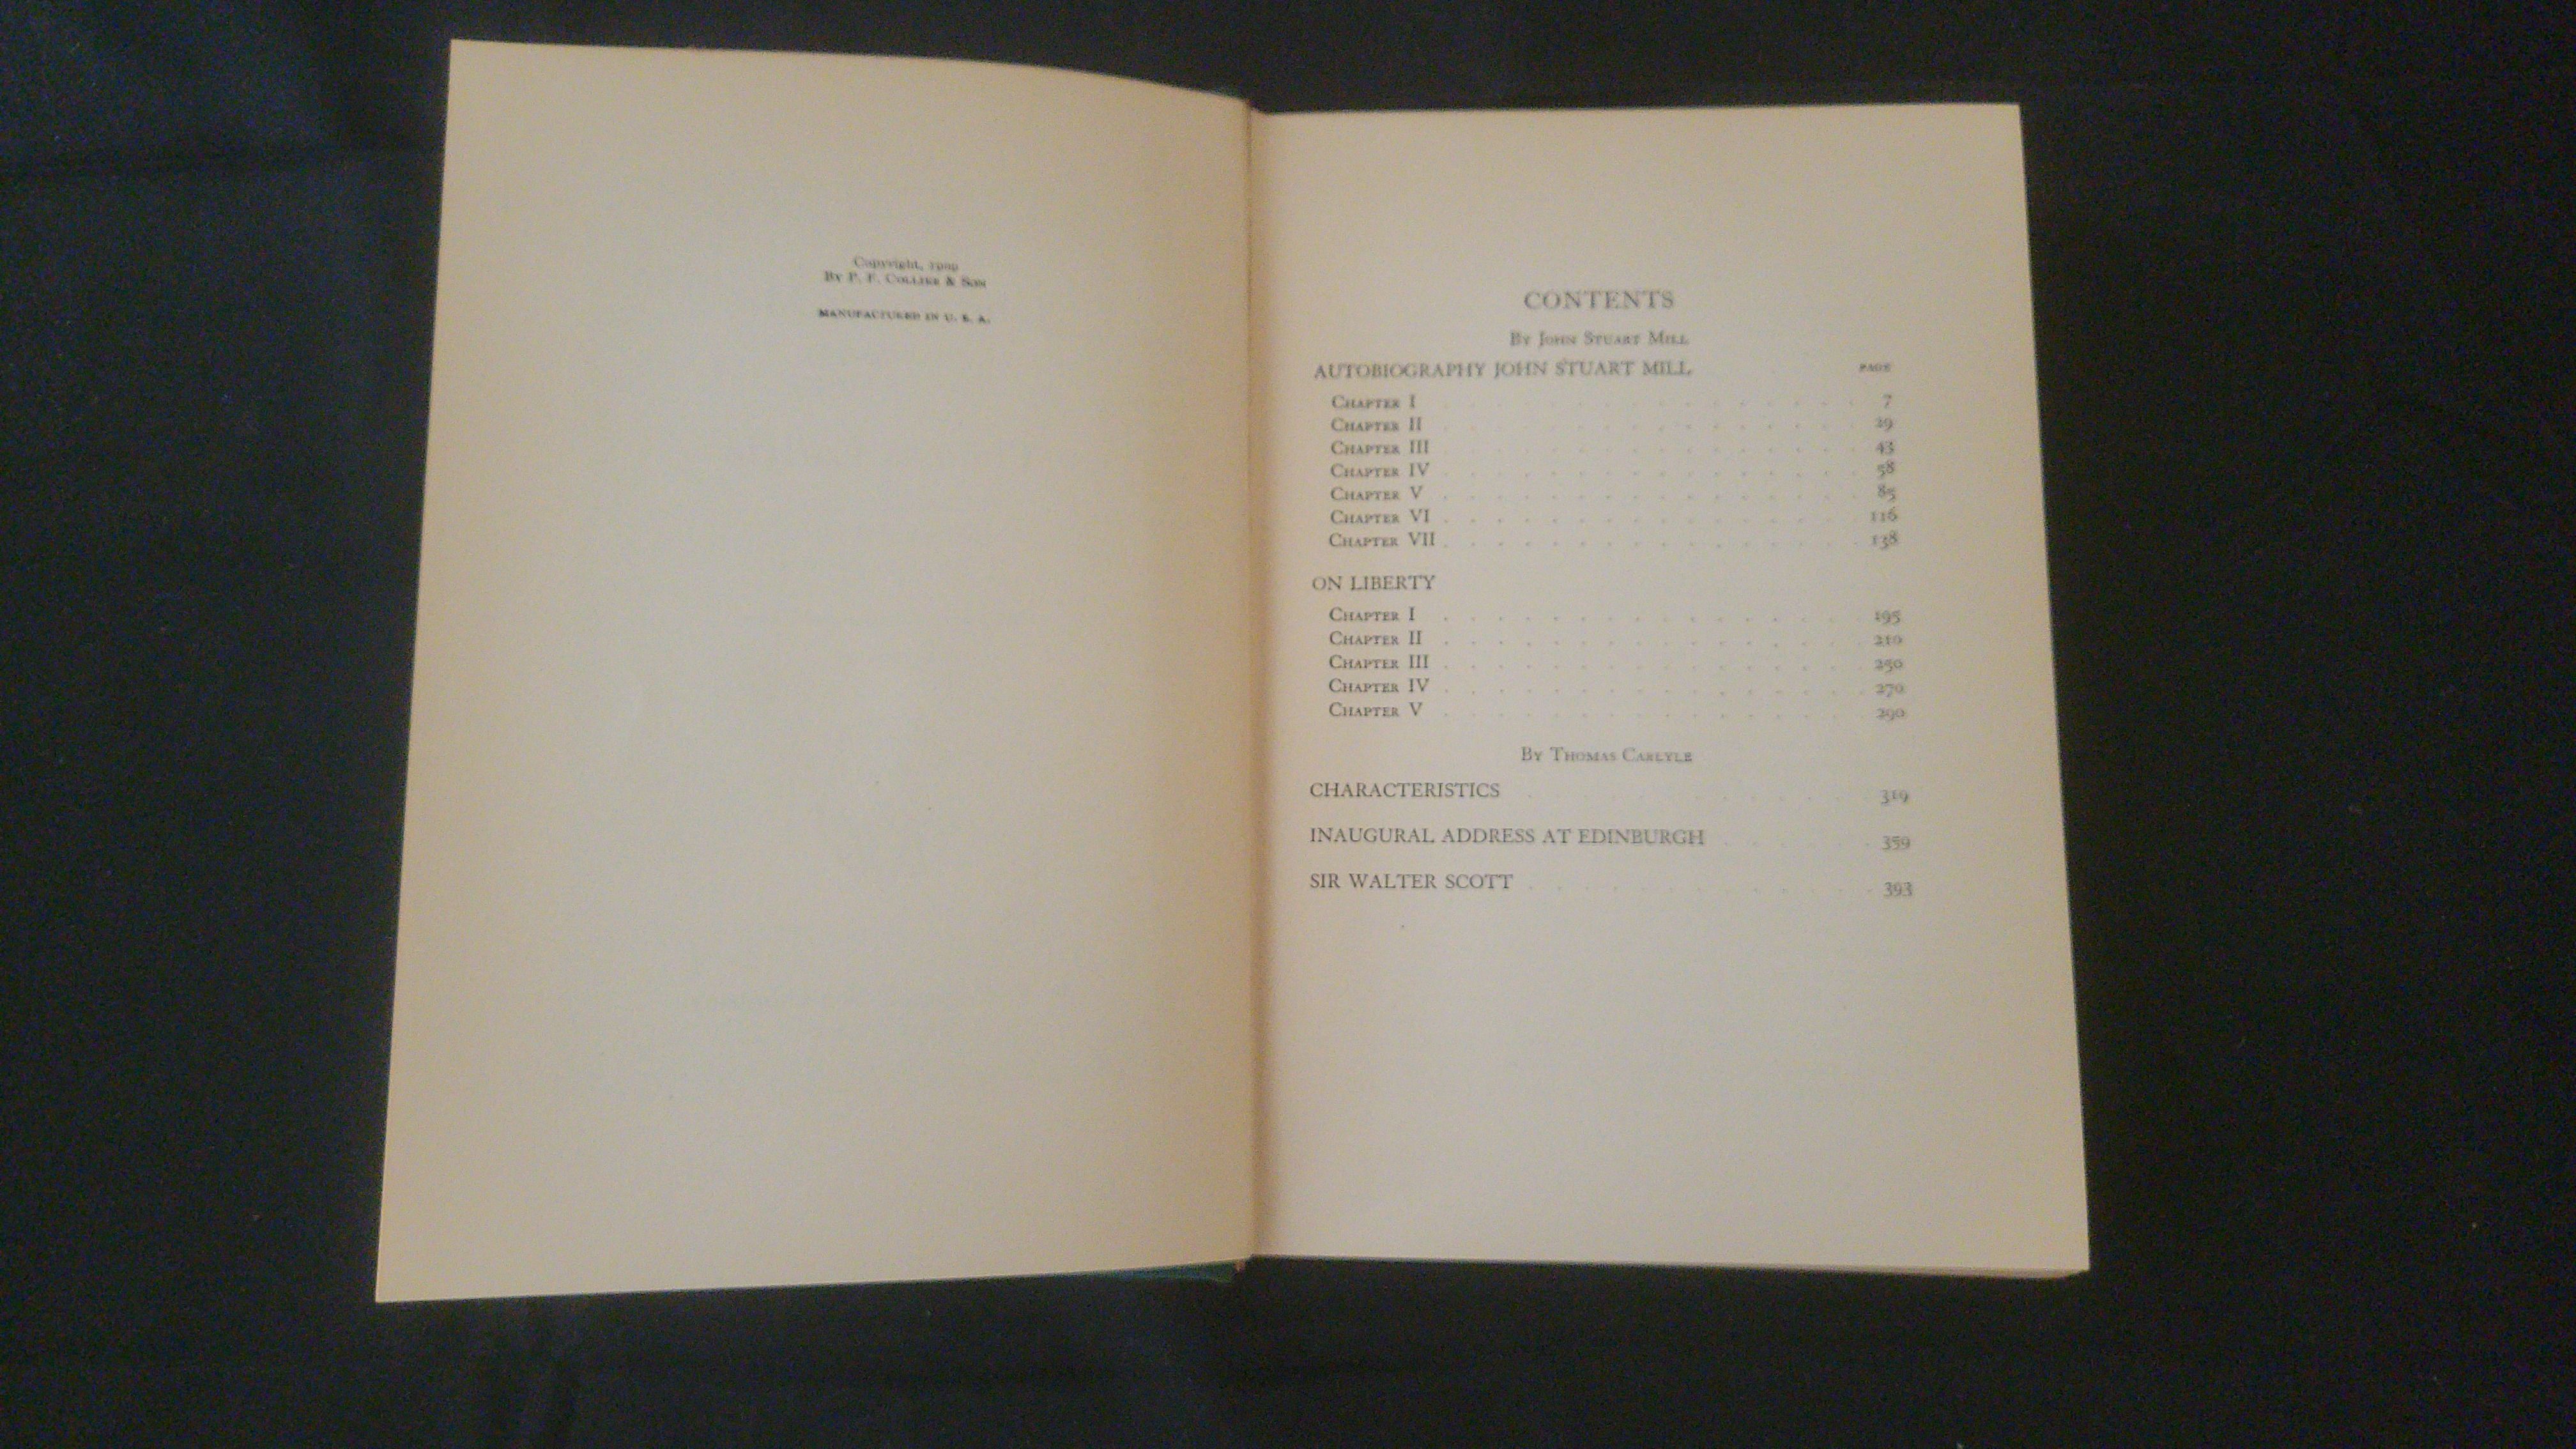 Copyright, 1909
By P. F. Collier & Son
MANUFACTURED IN U. S. A.
CONTENTS
By John Stuart Mill
AUTOBIOGRAPHY JOHN STUART MILL PAGE
Chapter I . . . . . . . . . . . . . . . . 7
Chapter II . . . . . . . . . . . . . . . . 29
Chapter III . . . . . . . . . . . . . . . . 43
Chapter IV . . . . . . . . . . . . . . . . 58
Chapter V . . . . . . . . . . . . . . . . 85
Chapter VI . . . . . . . . . . . . . . . . 116
Chapter VII . . . . . . . . . . . . . . . . 138
ON LIBERTY
Chapter I . . . . . . . . . . . . . . . . 195
Chapter II . . . . . . . . . . . . . . . . 210
Chapter III . . . . . . . . . . . . . . . . 250
Chapter IV . . . . . . . . . . . . . . . . 270
Chapter V . . . . . . . . . . . . . . . . 290
By Thomas Carlyle
CHARACTERISTICS . . . . . . . . . . . . . 319
INAUGURAL ADDRESS AT EDINBURGH . . . . . . 359
SIR WALTER SCOTT . . . . . . . . . . . . . 393